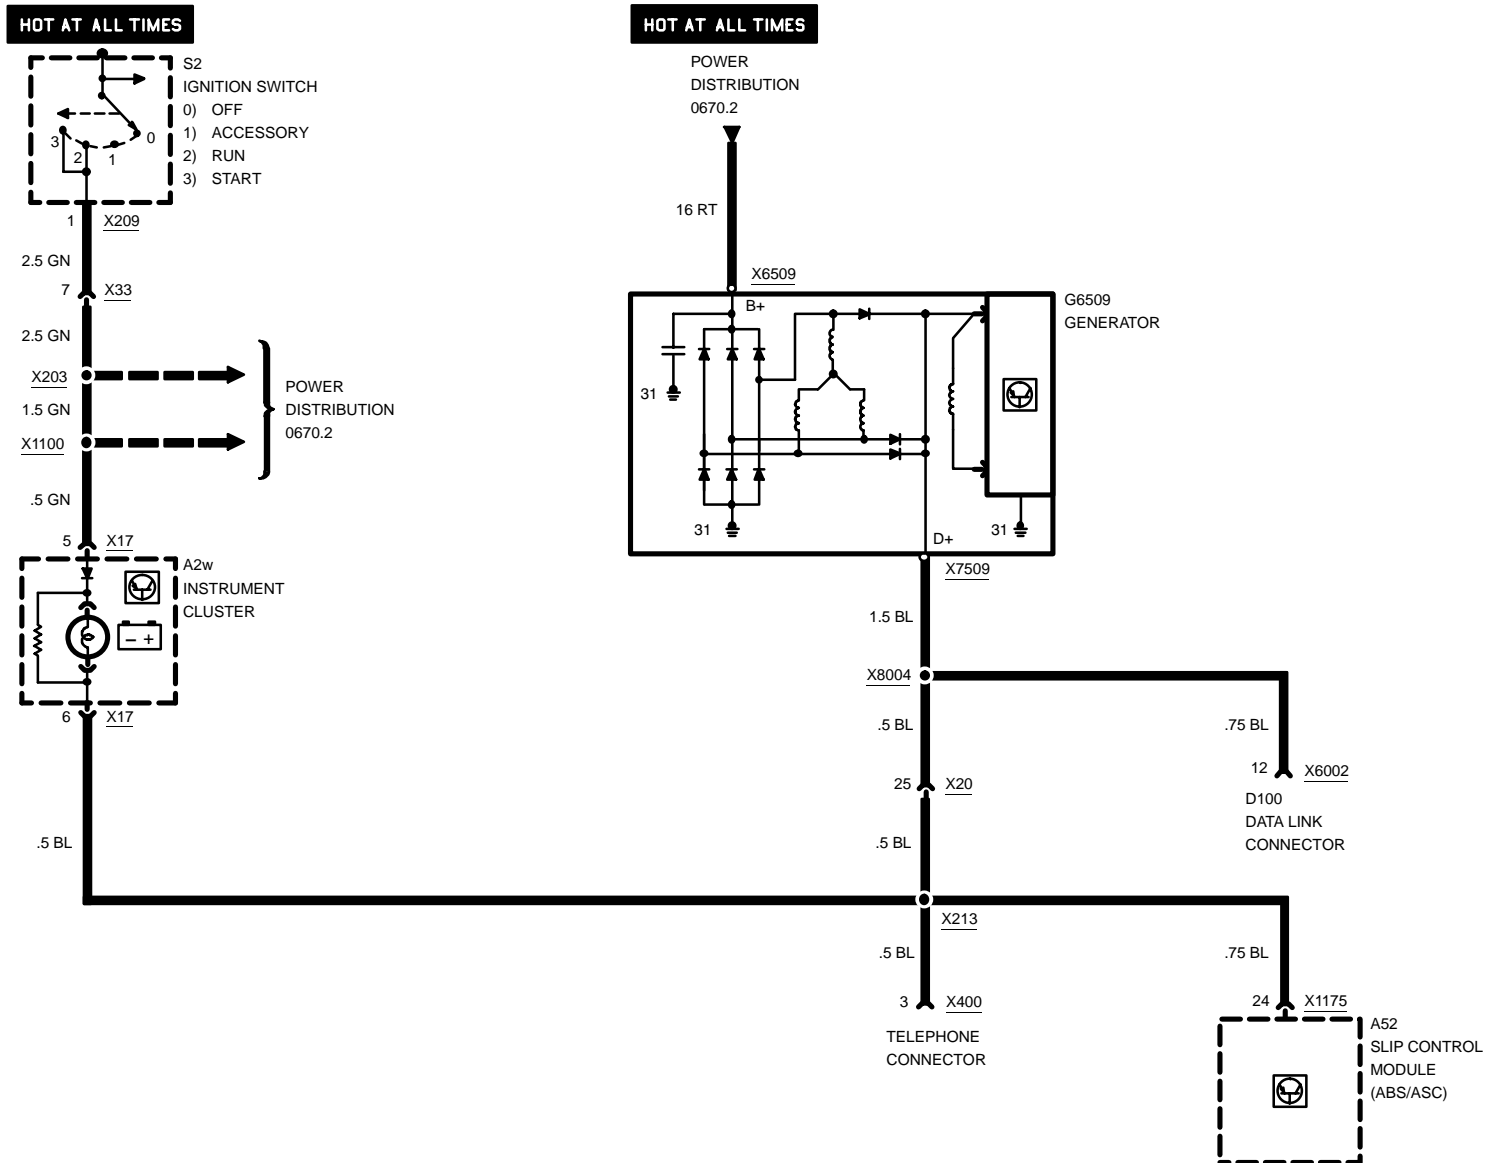 HOT AT ALL TIMES
S2
IGNITION SWITCH
0) OFF
1) ACCESSORY
2) RUN
3) START
3
2
1
0
1 X209
2.5 GN
7 X33
2.5 GN
X203
1.5 GN
X1100
POWER
DISTRIBUTION
0670.2
.5 GN
5 X17
A2w
INSTRUMENT
CLUSTER
– +
6 X17
.5 BL
HOT AT ALL TIMES
POWER
DISTRIBUTION
0670.2
16 RT
X6509
B+
G6509
GENERATOR
31
31
31
D+
X7509
1.5 BL
X8004
.5 BL
.75 BL
25 X20
12 X6002
D100
DATA LINK
CONNECTOR
.5 BL
X213
.5 BL
.75 BL
3 X400
TELEPHONE
CONNECTOR
24 X1175
A52
SLIP CONTROL
MODULE
(ABS/ASC)